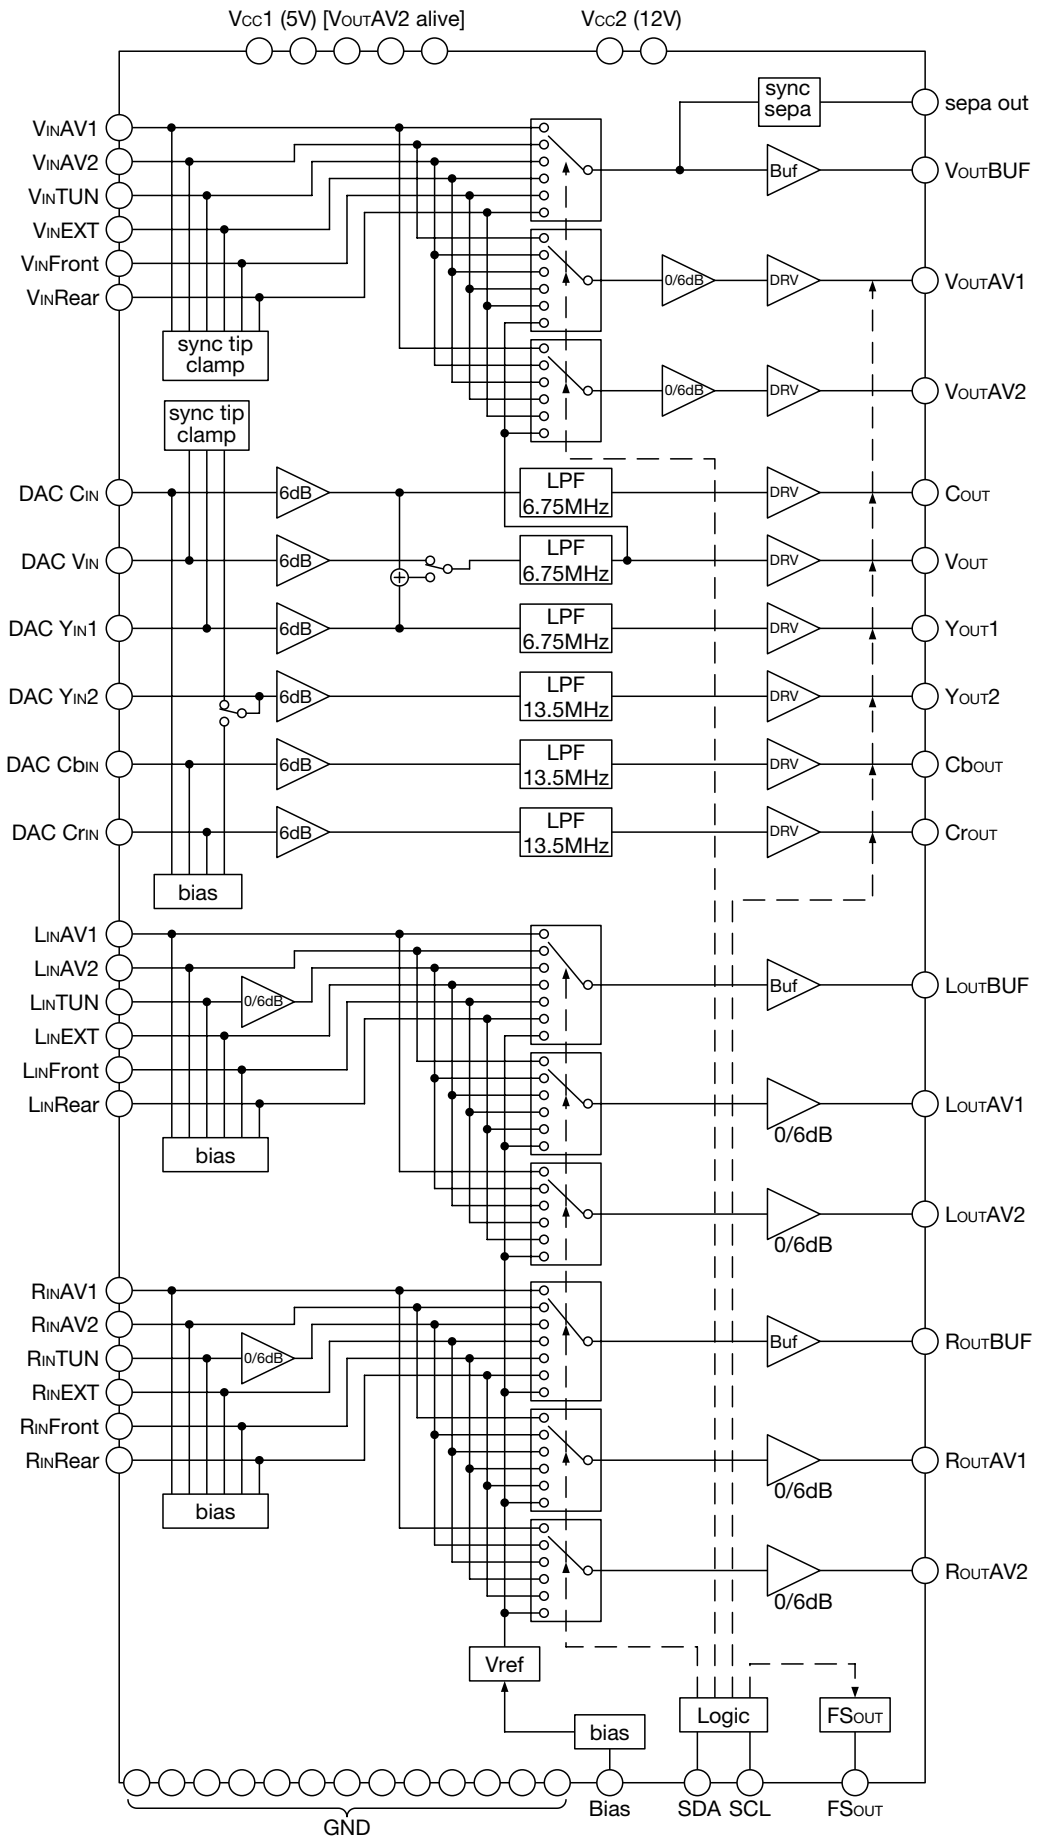 VCC1 (5V) [VOUTAV2 alive]
VCC2 (12V)
sync
sepa
sepa out
VINAV1
VINAV2
VINTUN
VINEXT
VINFront
VINRear
Buf
VOUTBUF
0/6dB
DRV
VOUTAV1
sync tip
clamp
0/6dB
DRV
VOUTAV2
sync tip
clamp
DAC CIN
6dB
LPF
6.75MHz
DRV
COUT
DAC VIN
6dB
LPF
6.75MHz
DRV
VOUT
DAC YIN1
6dB
LPF
6.75MHz
DRV
YOUT1
DAC YIN2
6dB
LPF
13.5MHz
DRV
YOUT2
DAC CbIN
6dB
LPF
13.5MHz
DRV
CbOUT
DAC CrIN
6dB
LPF
13.5MHz
DRV
CrOUT
bias
LINAV1
LINAV2
LINTUN
0/6dB
LINEXT
LINFront
LINRear
bias
Buf
LOUTBUF
LOUTAV1
0/6dB
LOUTAV2
0/6dB
RINAV1
RINAV2
RINTUN
0/6dB
RINEXT
RINFront
RINRear
bias
Buf
ROUTBUF
ROUTAV1
0/6dB
ROUTAV2
0/6dB
Vref
bias
Logic
FSOUT
GND
Bias
SDA
SCL
FSOUT